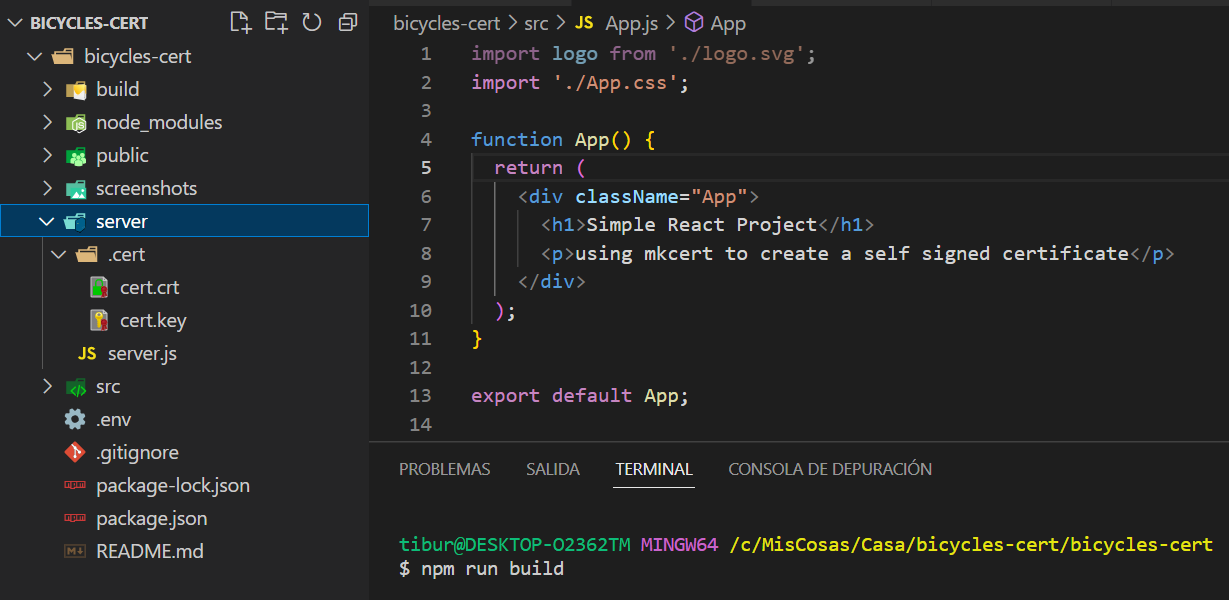 BICYCLES-CERT
bicycles-cert
build
node_modules
public
screenshots
server
.cert
cert.crt
cert.key
JS server.js
src
.env
.gitignore
package-lock.json
package.json
README.md
bicycles-cert > src > JS App.js > App
1 import logo from './logo.svg';
2 import './App.css';
3
4 function App() {
5 return (
6 <div className="App">
7 <h1>Simple React Project</h1>
8 <p>using mkcert to create a self signed certificate</p>
9 </div>
10 );
11 }
12
13 export default App;
14
PROBLEMAS SALIDA TERMINAL CONSOLA DE DEPURACIÓN
tibur@DESKTOP-O2362TM MINGW64 /c/MisCosas/Casa/bicycles-cert/bicycles-cert
$ npm run build